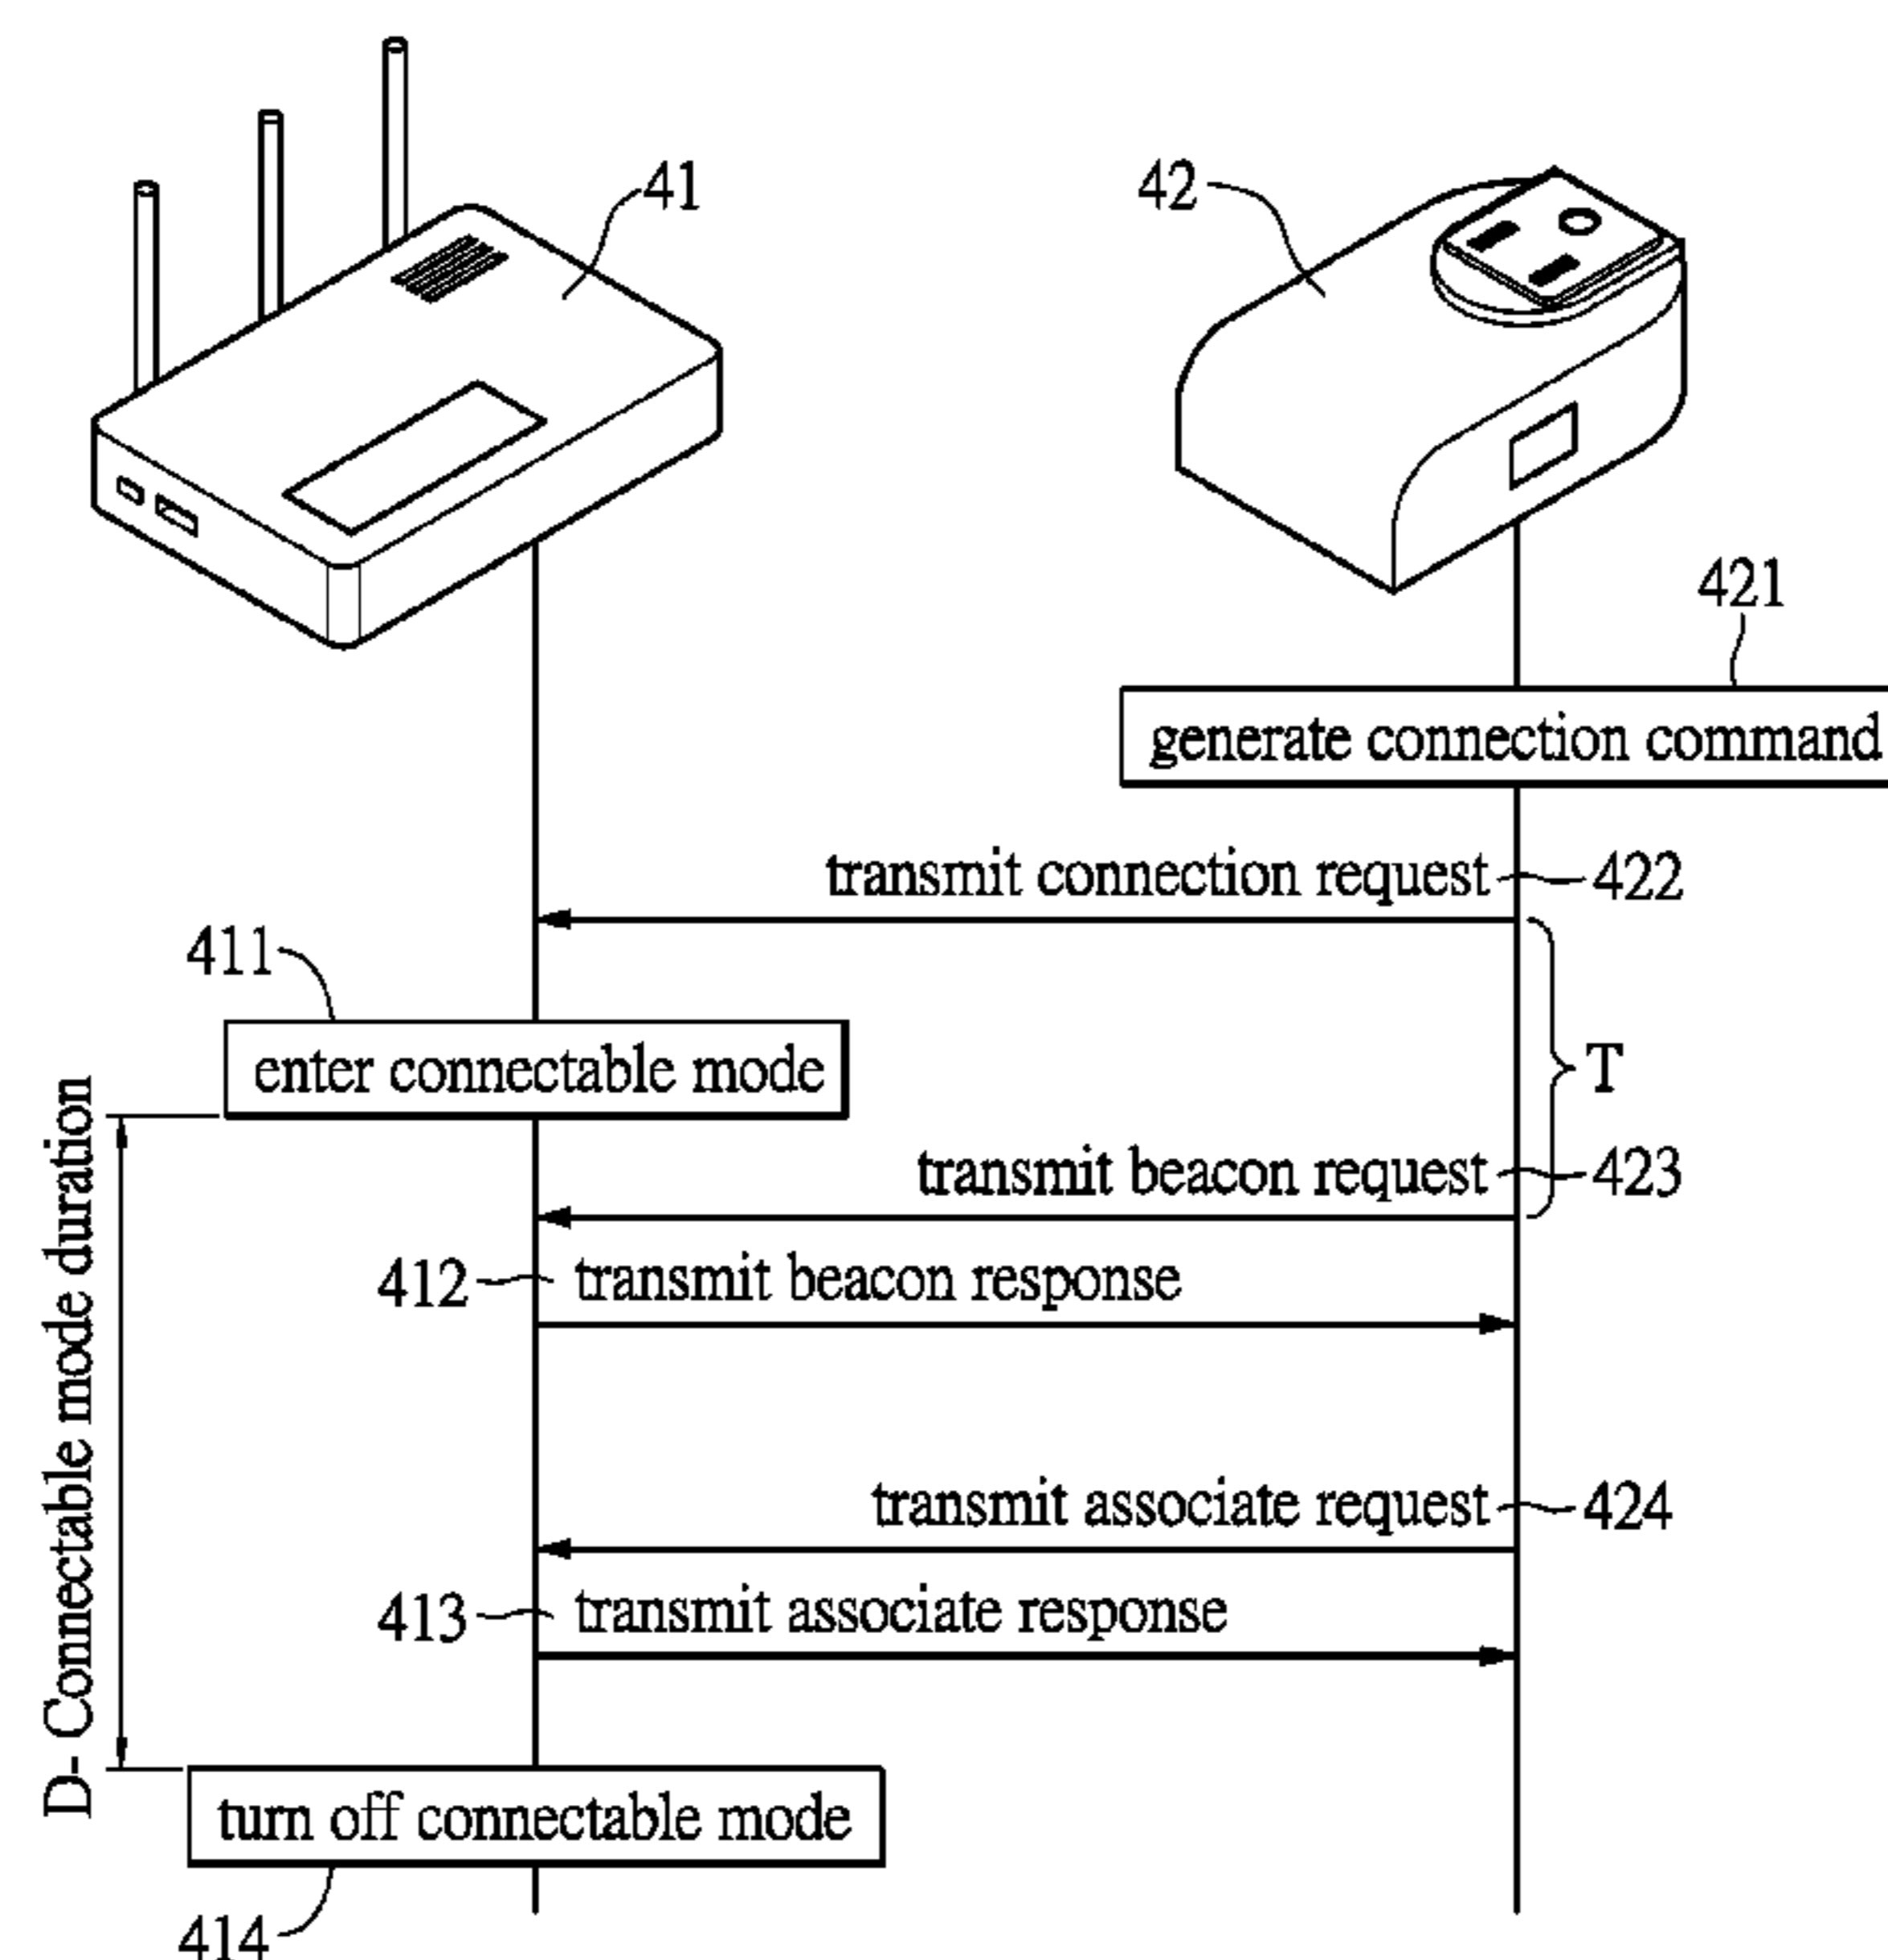 41
42
421
generate connection command
transmit connection request 422
411
enter connectable mode
T
transmit beacon request 423
412 transmit beacon response
D- Connectable mode duration
transmit associate request 424
413 transmit associate response
turn off connectable mode
414